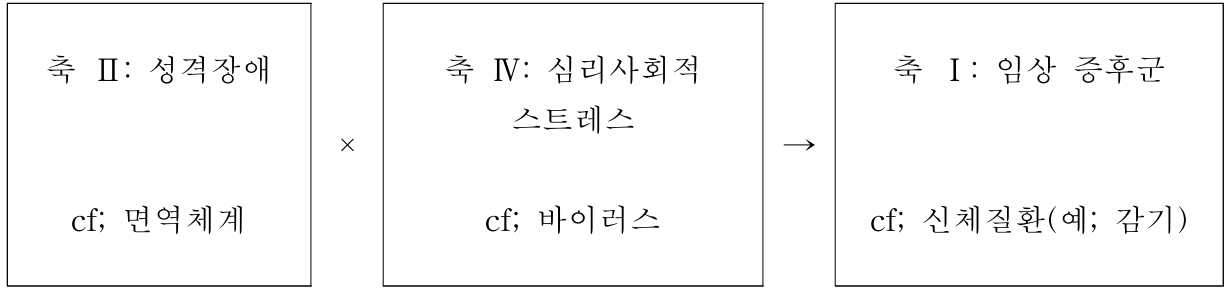 축 Ⅱ: 성격장애
cf; 면역체계
×
축 Ⅳ: 심리사회적
스트레스
cf; 바이러스
→
축 Ⅰ: 임상 증후군
cf; 신체질환(예; 감기)